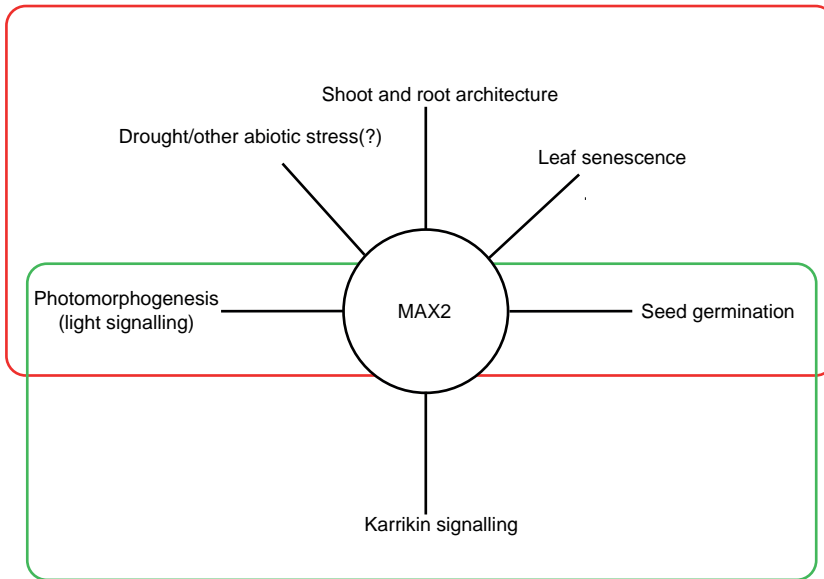 Shoot and root architecture
Drought/other abiotic stress(?)
Leaf senescence
Photomorphogenesis
(light signalling)
MAX2
Seed germination
Karrikin signalling